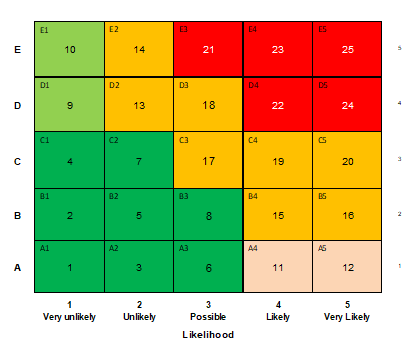 E1 E2 E3 E4 E5
E 10 14 21 23 25 5
D1 D2 D3 D4 D5
D 9 13 18 22 24 4
C1 C2 C3 C4 C5
C 4 7 17 19 20 3
B1 B2 B3 B4 B5
B 2 5 8 15 16 2
A1 A2 A3 A4 A5
A 1 3 6 11 12 1
1 2 3 4 5
Very unlikely Unlikely Possible Likely Very Likely
Likelihood